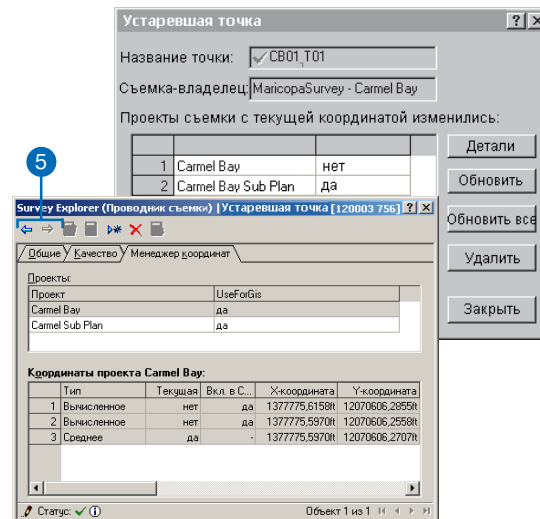 Устаревшая точка
Название точки: CB01_T01
Съемка-владелец: MaricopaSurvey - Carmel Bay
Проекты съемки с текущей координатой изменились:
1 Carmel Bay нет
2 Carmel Bay Sub Plan да
Детали
Обновить
Обновить все
Удалить
Закрыть
5
Survey Explorer (Проводник съемки) | Устаревшая точка [120003 756]
Общие Качество Менеджер координат
Проекты:
Проект UseForGis
Carmel Bay да
Carmel Sub Plan да
Координаты проекта Carmel Bay:
Тип Текущая Вкл. в С... X-координата Y-координата
1 Вычисленное нет да 1377775,6158ft 12070606,2855ft
2 Вычисленное нет да 1377775,5970ft 12070606,2558ft
3 Среднее да - 1377775,5970ft 12070606,2707ft
Статус: Объект 1 из 1